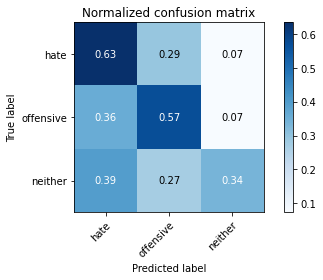 Normalized confusion matrix
True label
hate 0.63 0.29 0.07
offensive 0.36 0.57 0.07
neither 0.39 0.27 0.34
hate offensive neither
Predicted label
0.6
0.5
0.4
0.3
0.2
0.1